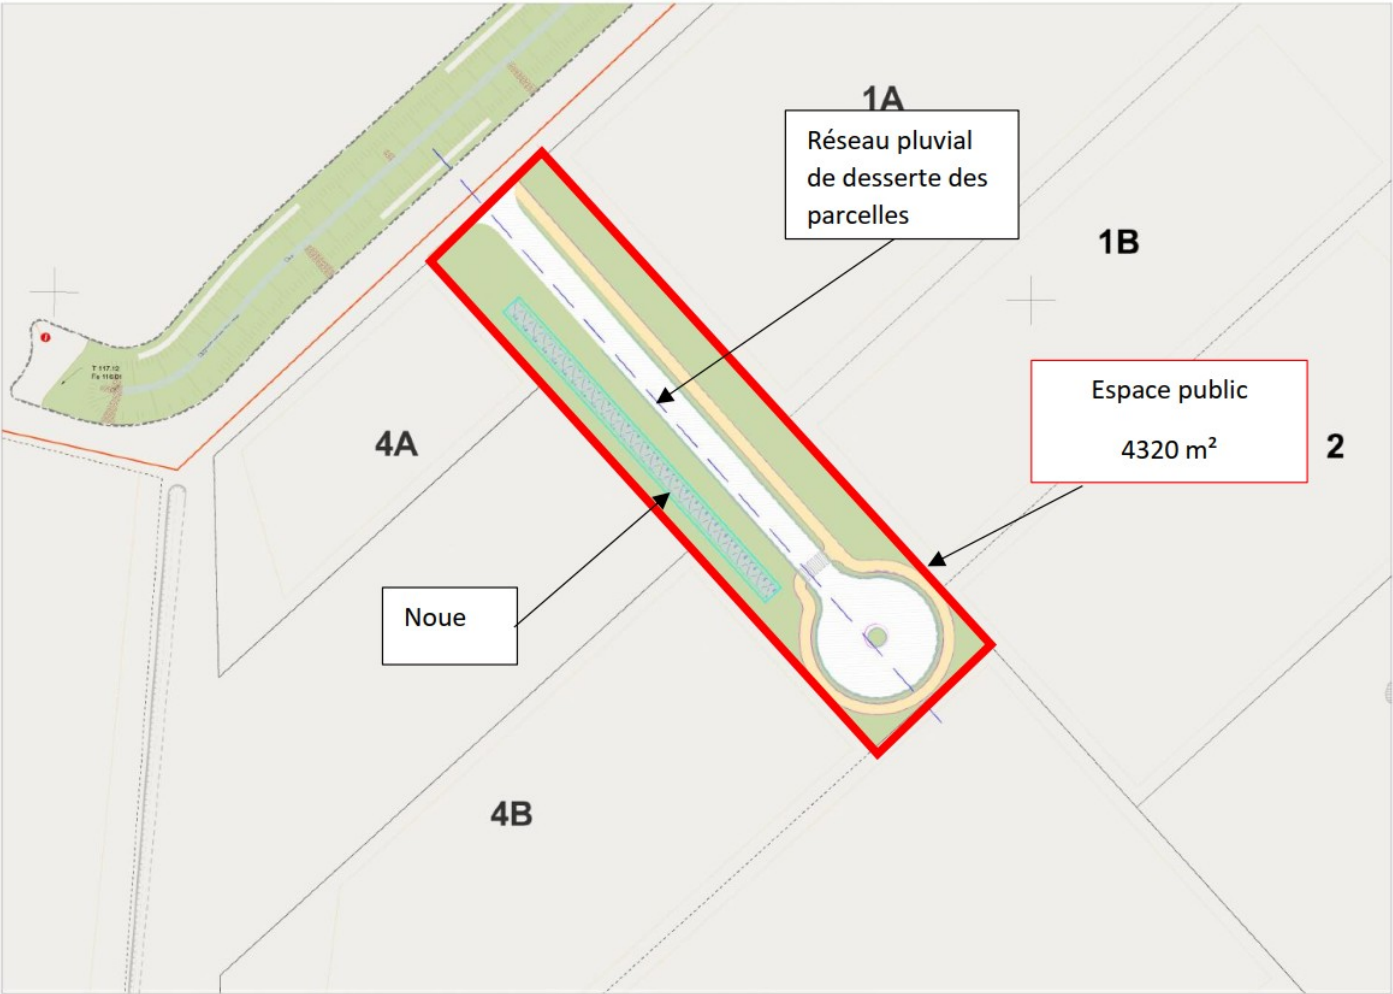 1A
Réseau pluvial
de desserte des
parcelles
1B
Espace public
4320 m²
2
4A
Noue
4B